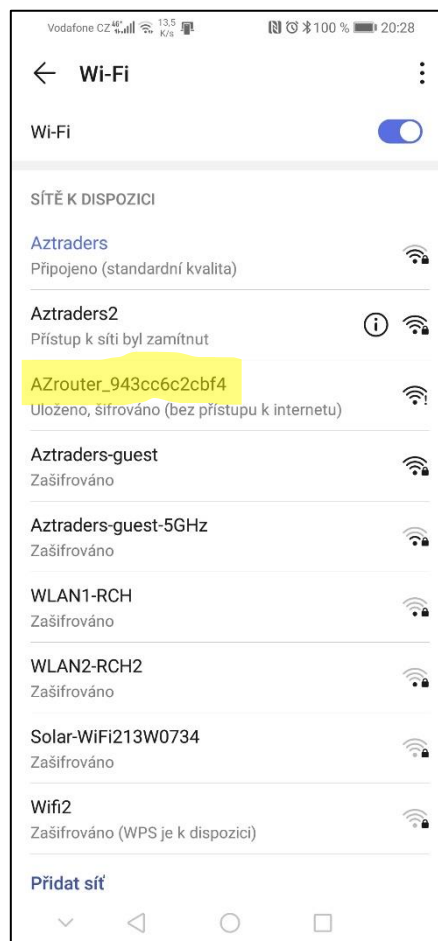 Vodafone CZ 4G+ 13,5 K/s 100 % 20:28
Wi-Fi
Wi-Fi
SÍTĚ K DISPOZICI
Aztraders
Připojeno (standardní kvalita)
Aztraders2
Přístup k síti byl zamítnut
AZrouter_943cc6c2cbf4
Uloženo, šifrováno (bez přístupu k internetu)
Aztraders-guest
Zašifrováno
Aztraders-guest-5GHz
Zašifrováno
WLAN1-RCH
Zašifrováno
WLAN2-RCH2
Zašifrováno
Solar-WiFi213W0734
Zašifrováno
Wifi2
Zašifrováno (WPS je k dispozici)
Přidat síť